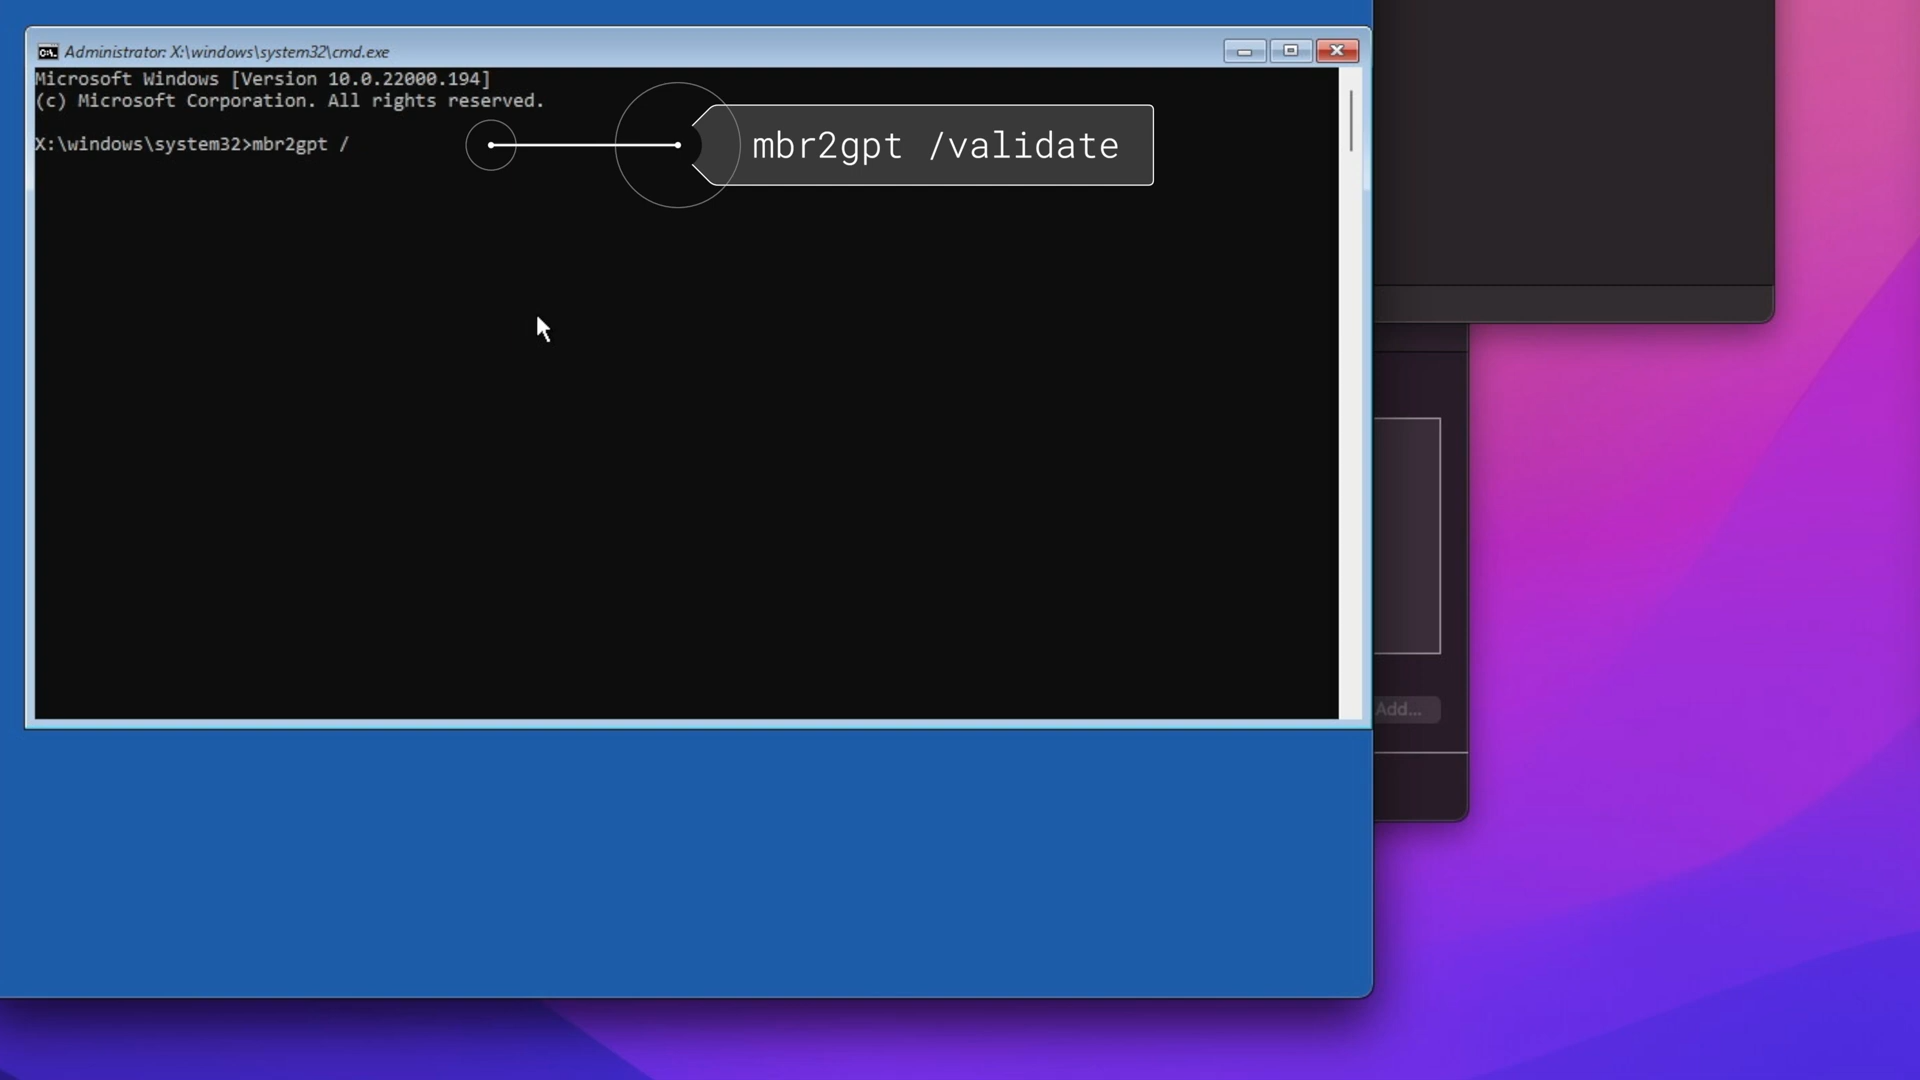 Administrator: X:\windows\system32\cmd.exe
Microsoft Windows [Version 10.0.22000.194]
(c) Microsoft Corporation. All rights reserved.
X:\windows\system32>mbr2gpt /
mbr2gpt /validate
Add...